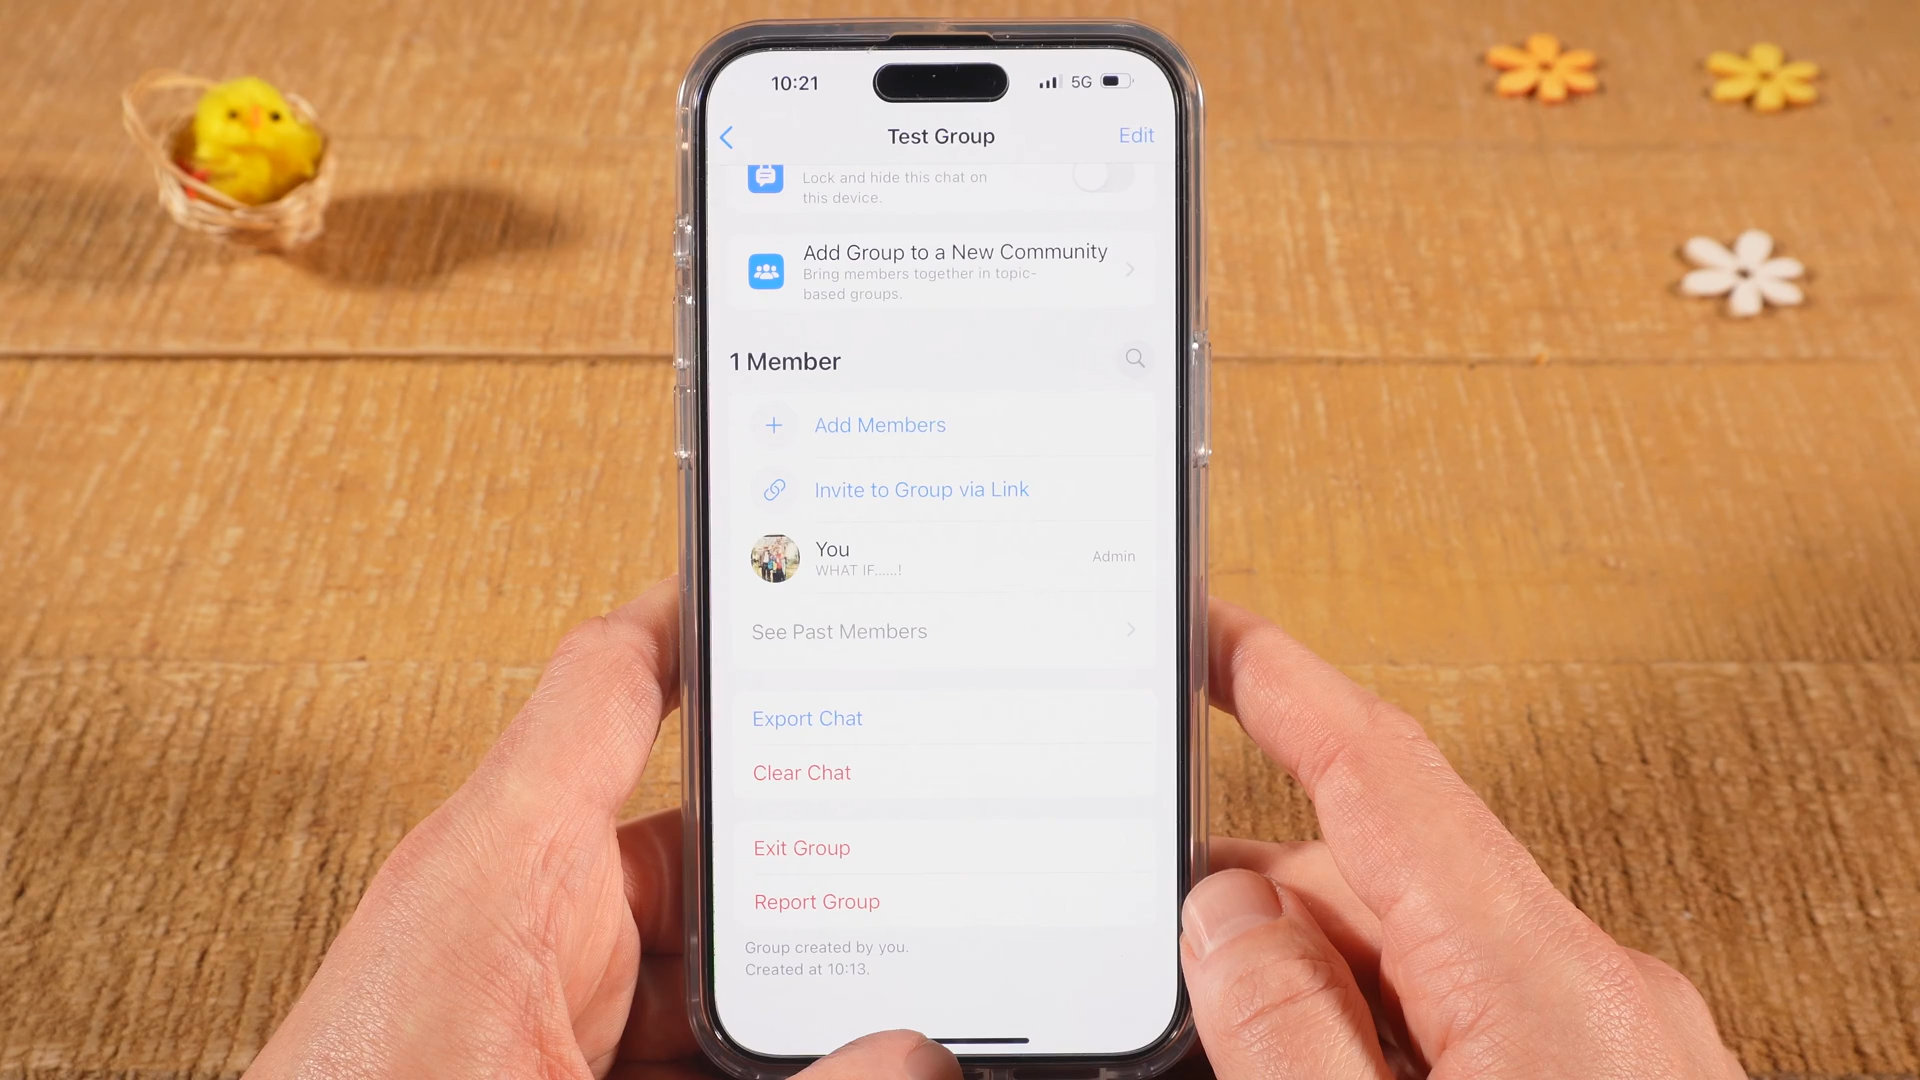 10:21
5G
Test Group
Edit
Lock and hide this chat on
this device.
Add Group to a New Community
Bring members together in topic-
based groups.
1 Member
Add Members
Invite to Group via Link
You
Admin
WHAT IF......!
See Past Members
Export Chat
Clear Chat
Exit Group
Report Group
Group created by you.
Created at 10:13.